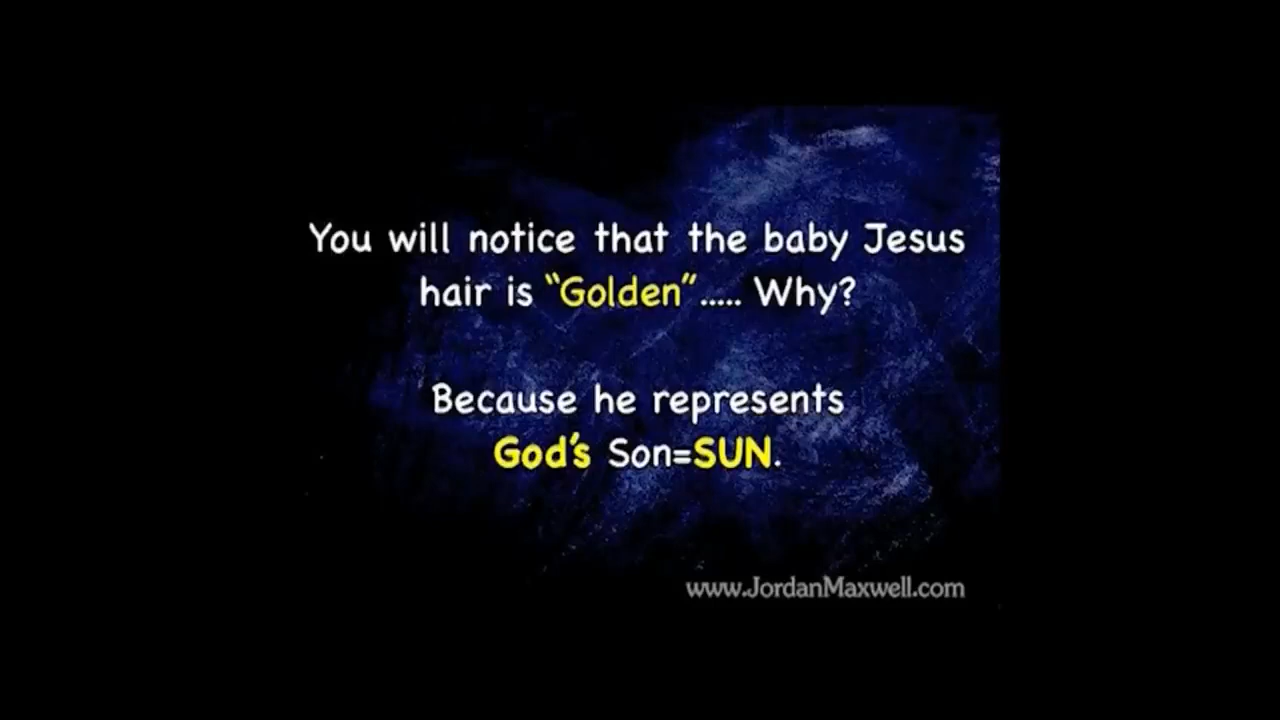 You will notice that the baby Jesus
hair is “Golden”..... Why?
Because he represents
God’s Son=SUN.
www.JordanMaxwell.com